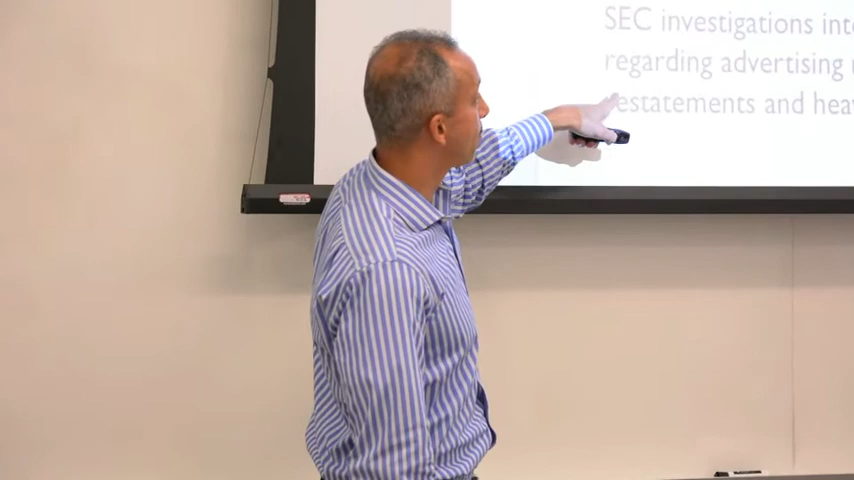 SEC investigations int
regarding advertising
estatements and hea